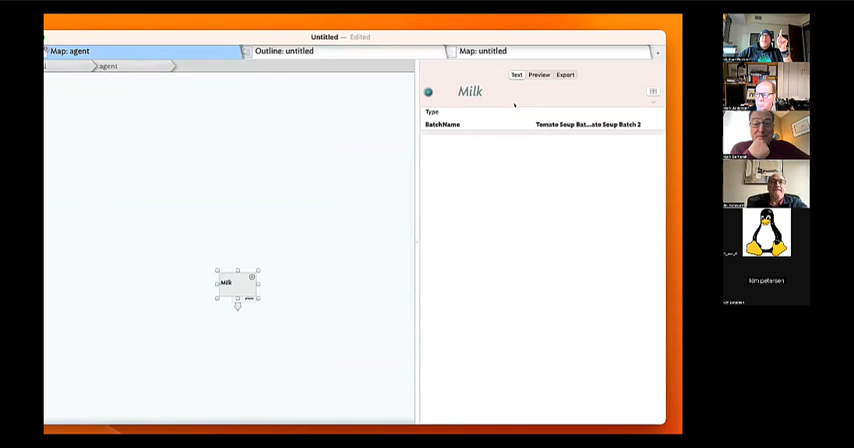 Untitled — Edited
Map: agent
Outline: untitled
Map: untitled
agent
Text Preview Export
Milk
Type
BatchName
Tomato Soup Bat...ato Soup Batch 2
Milk
kim petersen